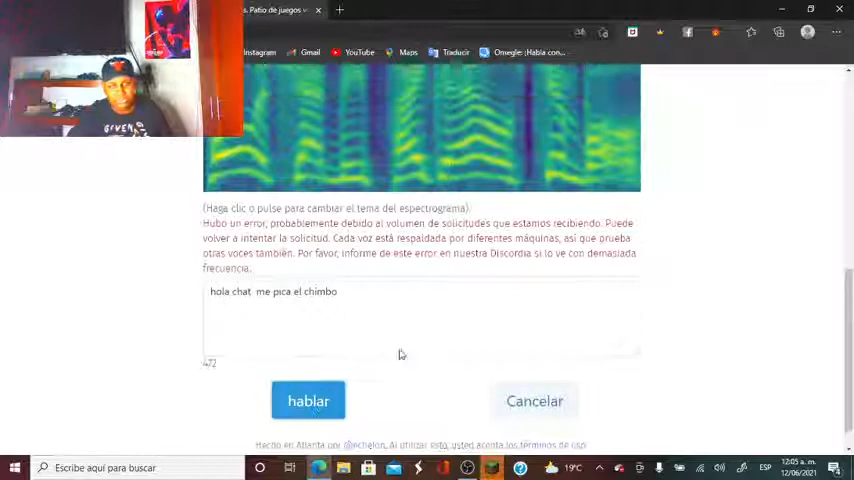 s. Patio de juegos
nstagram Gmail YouTube Maps Traducir Omegle: ¡Habla con...
GIVEN
(Haga clic o pulse para cambiar el tema del espectrograma).
Hubo un error, probablemente debido al volumen de solicitudes que estamos recibiendo. Puede
volver a intentar la solicitud. Cada voz está respaldada por diferentes máquinas, así que prueba
otras voces también. Por favor, informe de este error en nuestra Discordia si lo ve con demasiada
frecuencia.
hola chat me pica el chimbo
472
hablar Cancelar
Hecho en Atlanta por @echelon. Al utilizar esto, usted acepta los términos de uso
Escribe aquí para buscar 19°C ESP 12:05 a. m.
12/06/2021
4